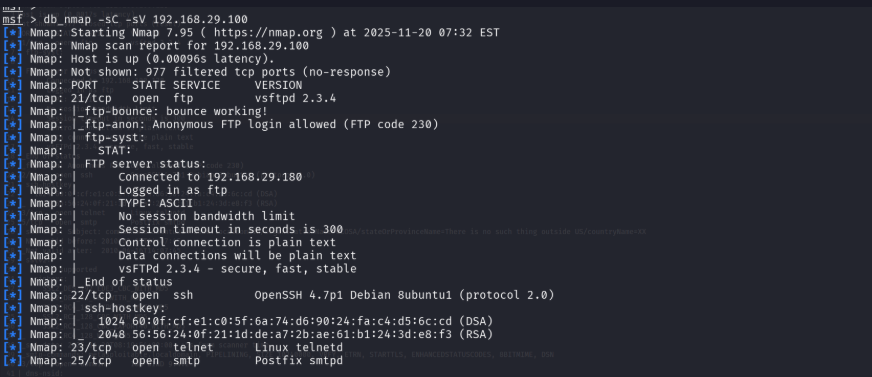 msf >
msf > db_nmap -sC -sV 192.168.29.100
[*] Nmap: Starting Nmap 7.95 ( https://nmap.org ) at 2025-11-20 07:32 EST
[*] Nmap: Nmap scan report for 192.168.29.100
[*] Nmap: Host is up (0.00096s latency).
[*] Nmap: Not shown: 977 filtered tcp ports (no-response)
[*] Nmap: PORT     STATE SERVICE     VERSION
[*] Nmap: 21/tcp   open  ftp         vsftpd 2.3.4
[*] Nmap: |_ftp-bounce: bounce working!
[*] Nmap: |_ftp-anon: Anonymous FTP login allowed (FTP code 230)
[*] Nmap: | ftp-syst:
[*] Nmap: |   STAT:
[*] Nmap: | FTP server status:
[*] Nmap: |      Connected to 192.168.29.180
[*] Nmap: |      Logged in as ftp
[*] Nmap: |      TYPE: ASCII
[*] Nmap: |      No session bandwidth limit
[*] Nmap: |      Session timeout in seconds is 300
[*] Nmap: |      Control connection is plain text
[*] Nmap: |      Data connections will be plain text
[*] Nmap: |      vsFTPd 2.3.4 - secure, fast, stable
[*] Nmap: |_End of status
[*] Nmap: 22/tcp   open  ssh         OpenSSH 4.7p1 Debian 8ubuntu1 (protocol 2.0)
[*] Nmap: | ssh-hostkey:
[*] Nmap: |   1024 60:0f:cf:e1:c0:5f:6a:74:d6:90:24:fa:c4:d5:6c:cd (DSA)
[*] Nmap: |_  2048 56:56:24:0f:21:1d:de:a7:2b:ae:61:b1:24:3d:e8:f3 (RSA)
[*] Nmap: 23/tcp   open  telnet      Linux telnetd
[*] Nmap: 25/tcp   open  smtp        Postfix smtpd